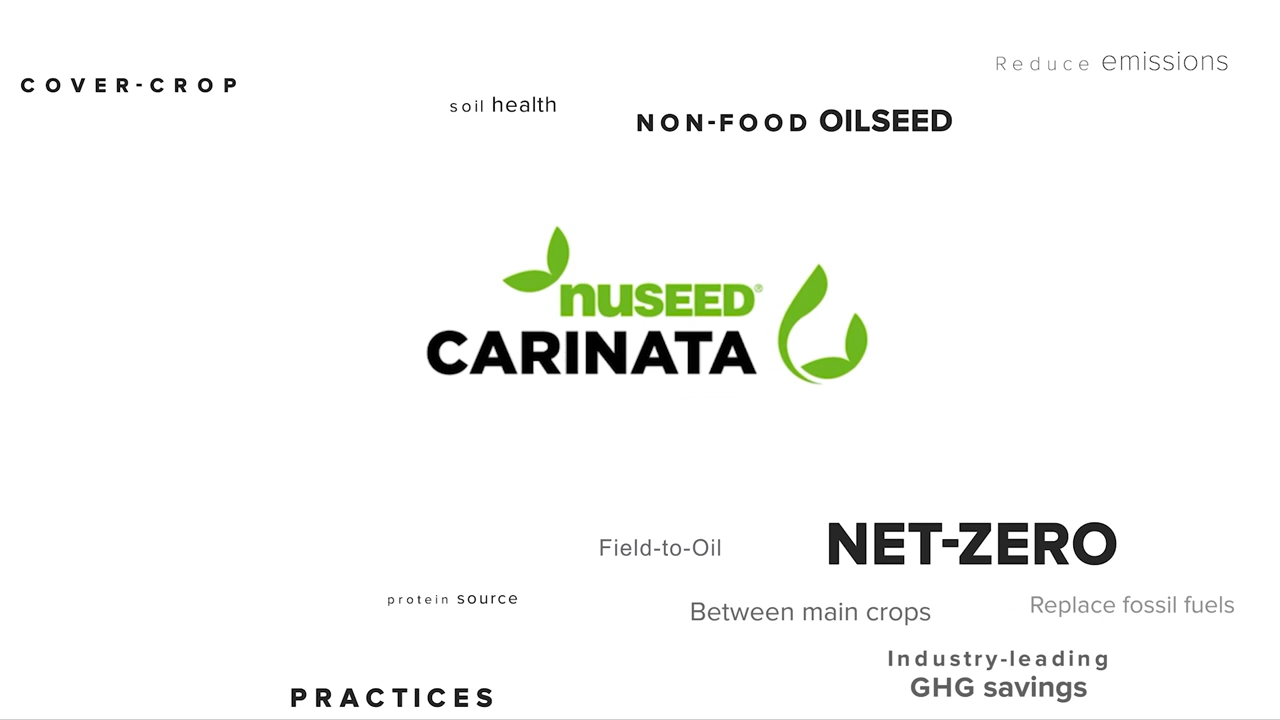 Reduce emissions
COVER-CROP
soil health
NON-FOOD OILSEED
nuSEED®
CARINATA
Field-to-Oil
NET-ZERO
protein source
Between main crops
Replace fossil fuels
Industry-leading
GHG savings
PRACTICES